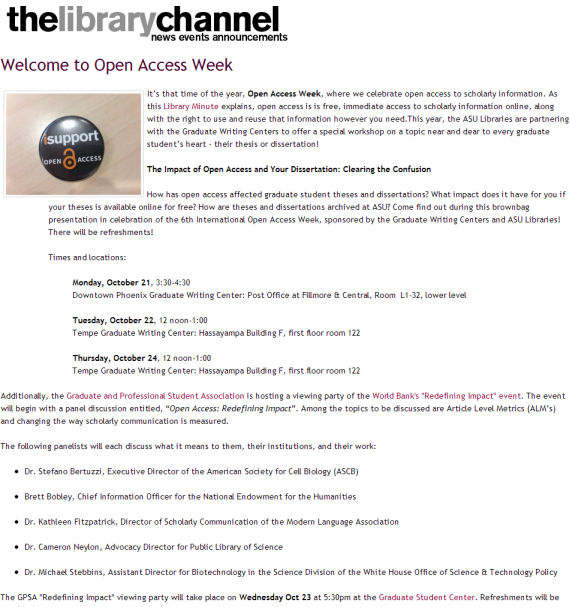 thelibrarychannel
news events announcements
Welcome to Open Access Week
isupport
OPEN ACCESS
It's that time of the year, Open Access Week, where we celebrate open access to scholarly information. As
this Library Minute explains, open access is is free, immediate access to scholarly information online, along
with the right to use and reuse that information however you need.This year, the ASU Libraries are partnering
with the Graduate Writing Centers to offer a special workshop on a topic near and dear to every graduate
student's heart - their thesis or dissertation!
The Impact of Open Access and Your Dissertation: Clearing the Confusion
How has open access affected graduate student theses and dissertations? What impact does it have for you if
your theses is available online for free? How are theses and dissertations archived at ASU? Come find out during this brownbag
presentation in celebration of the 6th International Open Access Week, sponsored by the Graduate Writing Centers and ASU Libraries!
There will be refreshments!
Times and locations:
Monday, October 21, 3:30-4:30
Downtown Phoenix Graduate Writing Center: Post Office at Fillmore & Central, Room L1-32, lower level
Tuesday, October 22, 12 noon-1:00
Tempe Graduate Writing Center: Hassayampa Building F, first floor room 122
Thursday, October 24, 12 noon-1:00
Tempe Graduate Writing Center: Hassayampa Building F, first floor room 122
Additionally, the Graduate and Professional Student Association is hosting a viewing party of the World Bank's "Redefining Impact" event. The event
will begin with a panel discussion entitled, "Open Access: Redefining Impact". Among the topics to be discussed are Article Level Metrics (ALM's)
and changing the way scholarly communication is measured.
The following panelists will each discuss what it means to them, their institutions, and their work:
• Dr. Stefano Bertuzzi, Executive Director of the American Society for Cell Biology (ASCB)
• Brett Bobley, Chief Information Officer for the National Endowment for the Humanities
• Dr. Kathleen Fitzpatrick, Director of Scholarly Communication of the Modern Language Association
• Dr. Cameron Neylon, Advocacy Director for Public Library of Science
• Dr. Michael Stebbins, Assistant Director for Biotechnology in the Science Division of the White House Office of Science & Technology Policy
The GPSA "Redefining Impact" viewing party will take place on Wednesday Oct 23 at 5:30pm at the Graduate Student Center. Refreshments will be